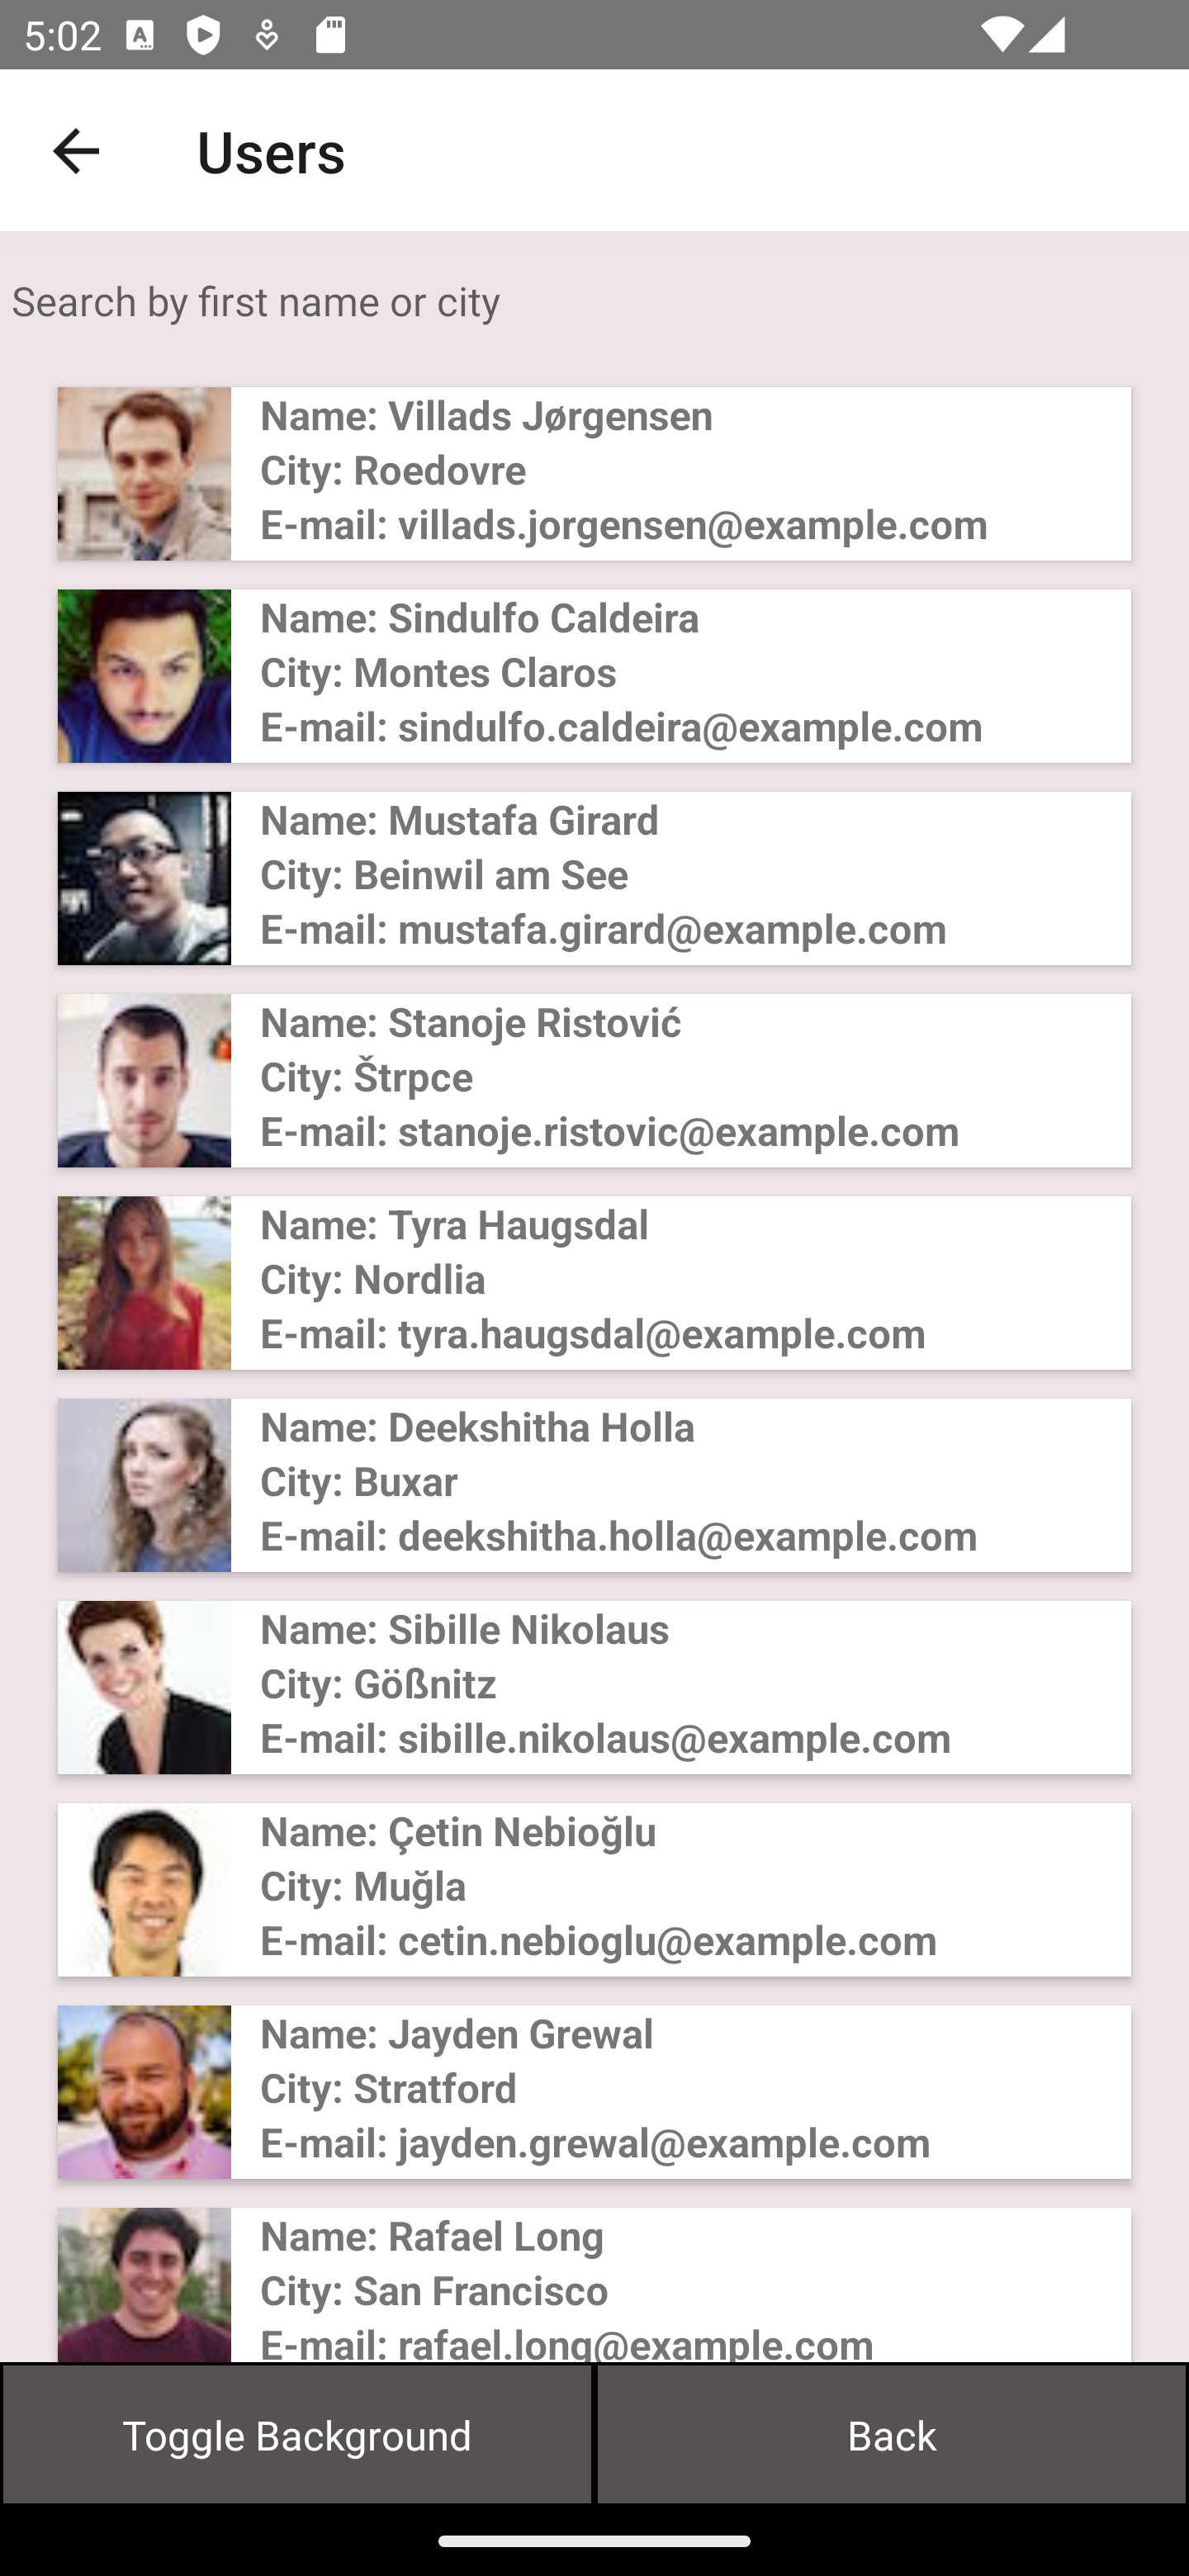 5:02
Users
Search by first name or city
Name: Villads Jørgensen
City: Roedovre
E-mail: villads.jorgensen@example.com
Name: Sindulfo Caldeira
City: Montes Claros
E-mail: sindulfo.caldeira@example.com
Name: Mustafa Girard
City: Beinwil am See
E-mail: mustafa.girard@example.com
Name: Stanoje Ristović
City: Štrpce
E-mail: stanoje.ristovic@example.com
Name: Tyra Haugsdal
City: Nordlia
E-mail: tyra.haugsdal@example.com
Name: Deekshitha Holla
City: Buxar
E-mail: deekshitha.holla@example.com
Name: Sibille Nikolaus
City: Gößnitz
E-mail: sibille.nikolaus@example.com
Name: Çetin Nebioğlu
City: Muğla
E-mail: cetin.nebioglu@example.com
Name: Jayden Grewal
City: Stratford
E-mail: jayden.grewal@example.com
Name: Rafael Long
City: San Francisco
E-mail: rafael.long@example.com
Toggle Background
Back